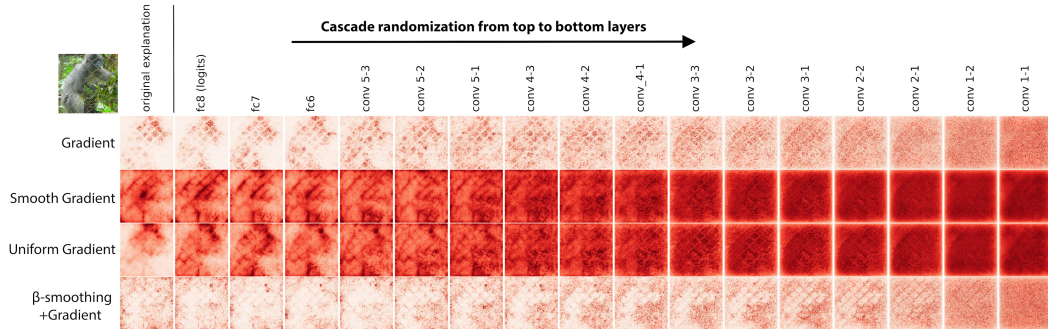 Cascade randomization from top to bottom layers
original explanation
fc8 (logits)
fc7
fc6
conv 5-3
conv 5-2
conv 5-1
conv 4-3
conv 4-2
conv_4-1
conv 3-3
conv 3-2
conv 3-1
conv 2-2
conv 2-1
conv 1-2
conv 1-1
Gradient
Smooth Gradient
Uniform Gradient
β-smoothing
+Gradient